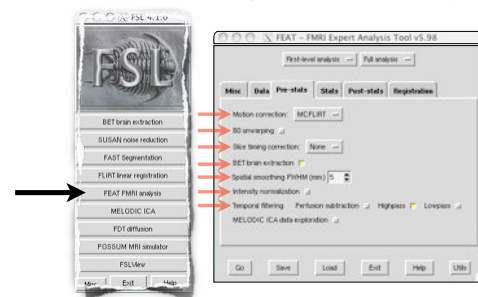 FSL 4.1.0
FSL
BET brain extraction
SUSAN noise reduction
FAST Segmentation
FLIRT linear registration
FEAT FMRI analysis
MELODIC ICA
FDT diffusion
POSSUM MRI simulator
FSLView
Misc Exit Help
FEAT - FMRI Expert Analysis Tool v5.98
First-level analysis Full analysis
Misc Data Pre-stats Stats Post-stats Registration
Motion correction: MCFLIRT
B0 unwarping
Slice timing correction: None
BET brain extraction
Spatial smoothing FWHM (mm) 5
Intensity normalization
Temporal filtering Perfusion subtraction Highpass Lowpass
MELODIC ICA data exploration
Go Save Load Exit Help Utils